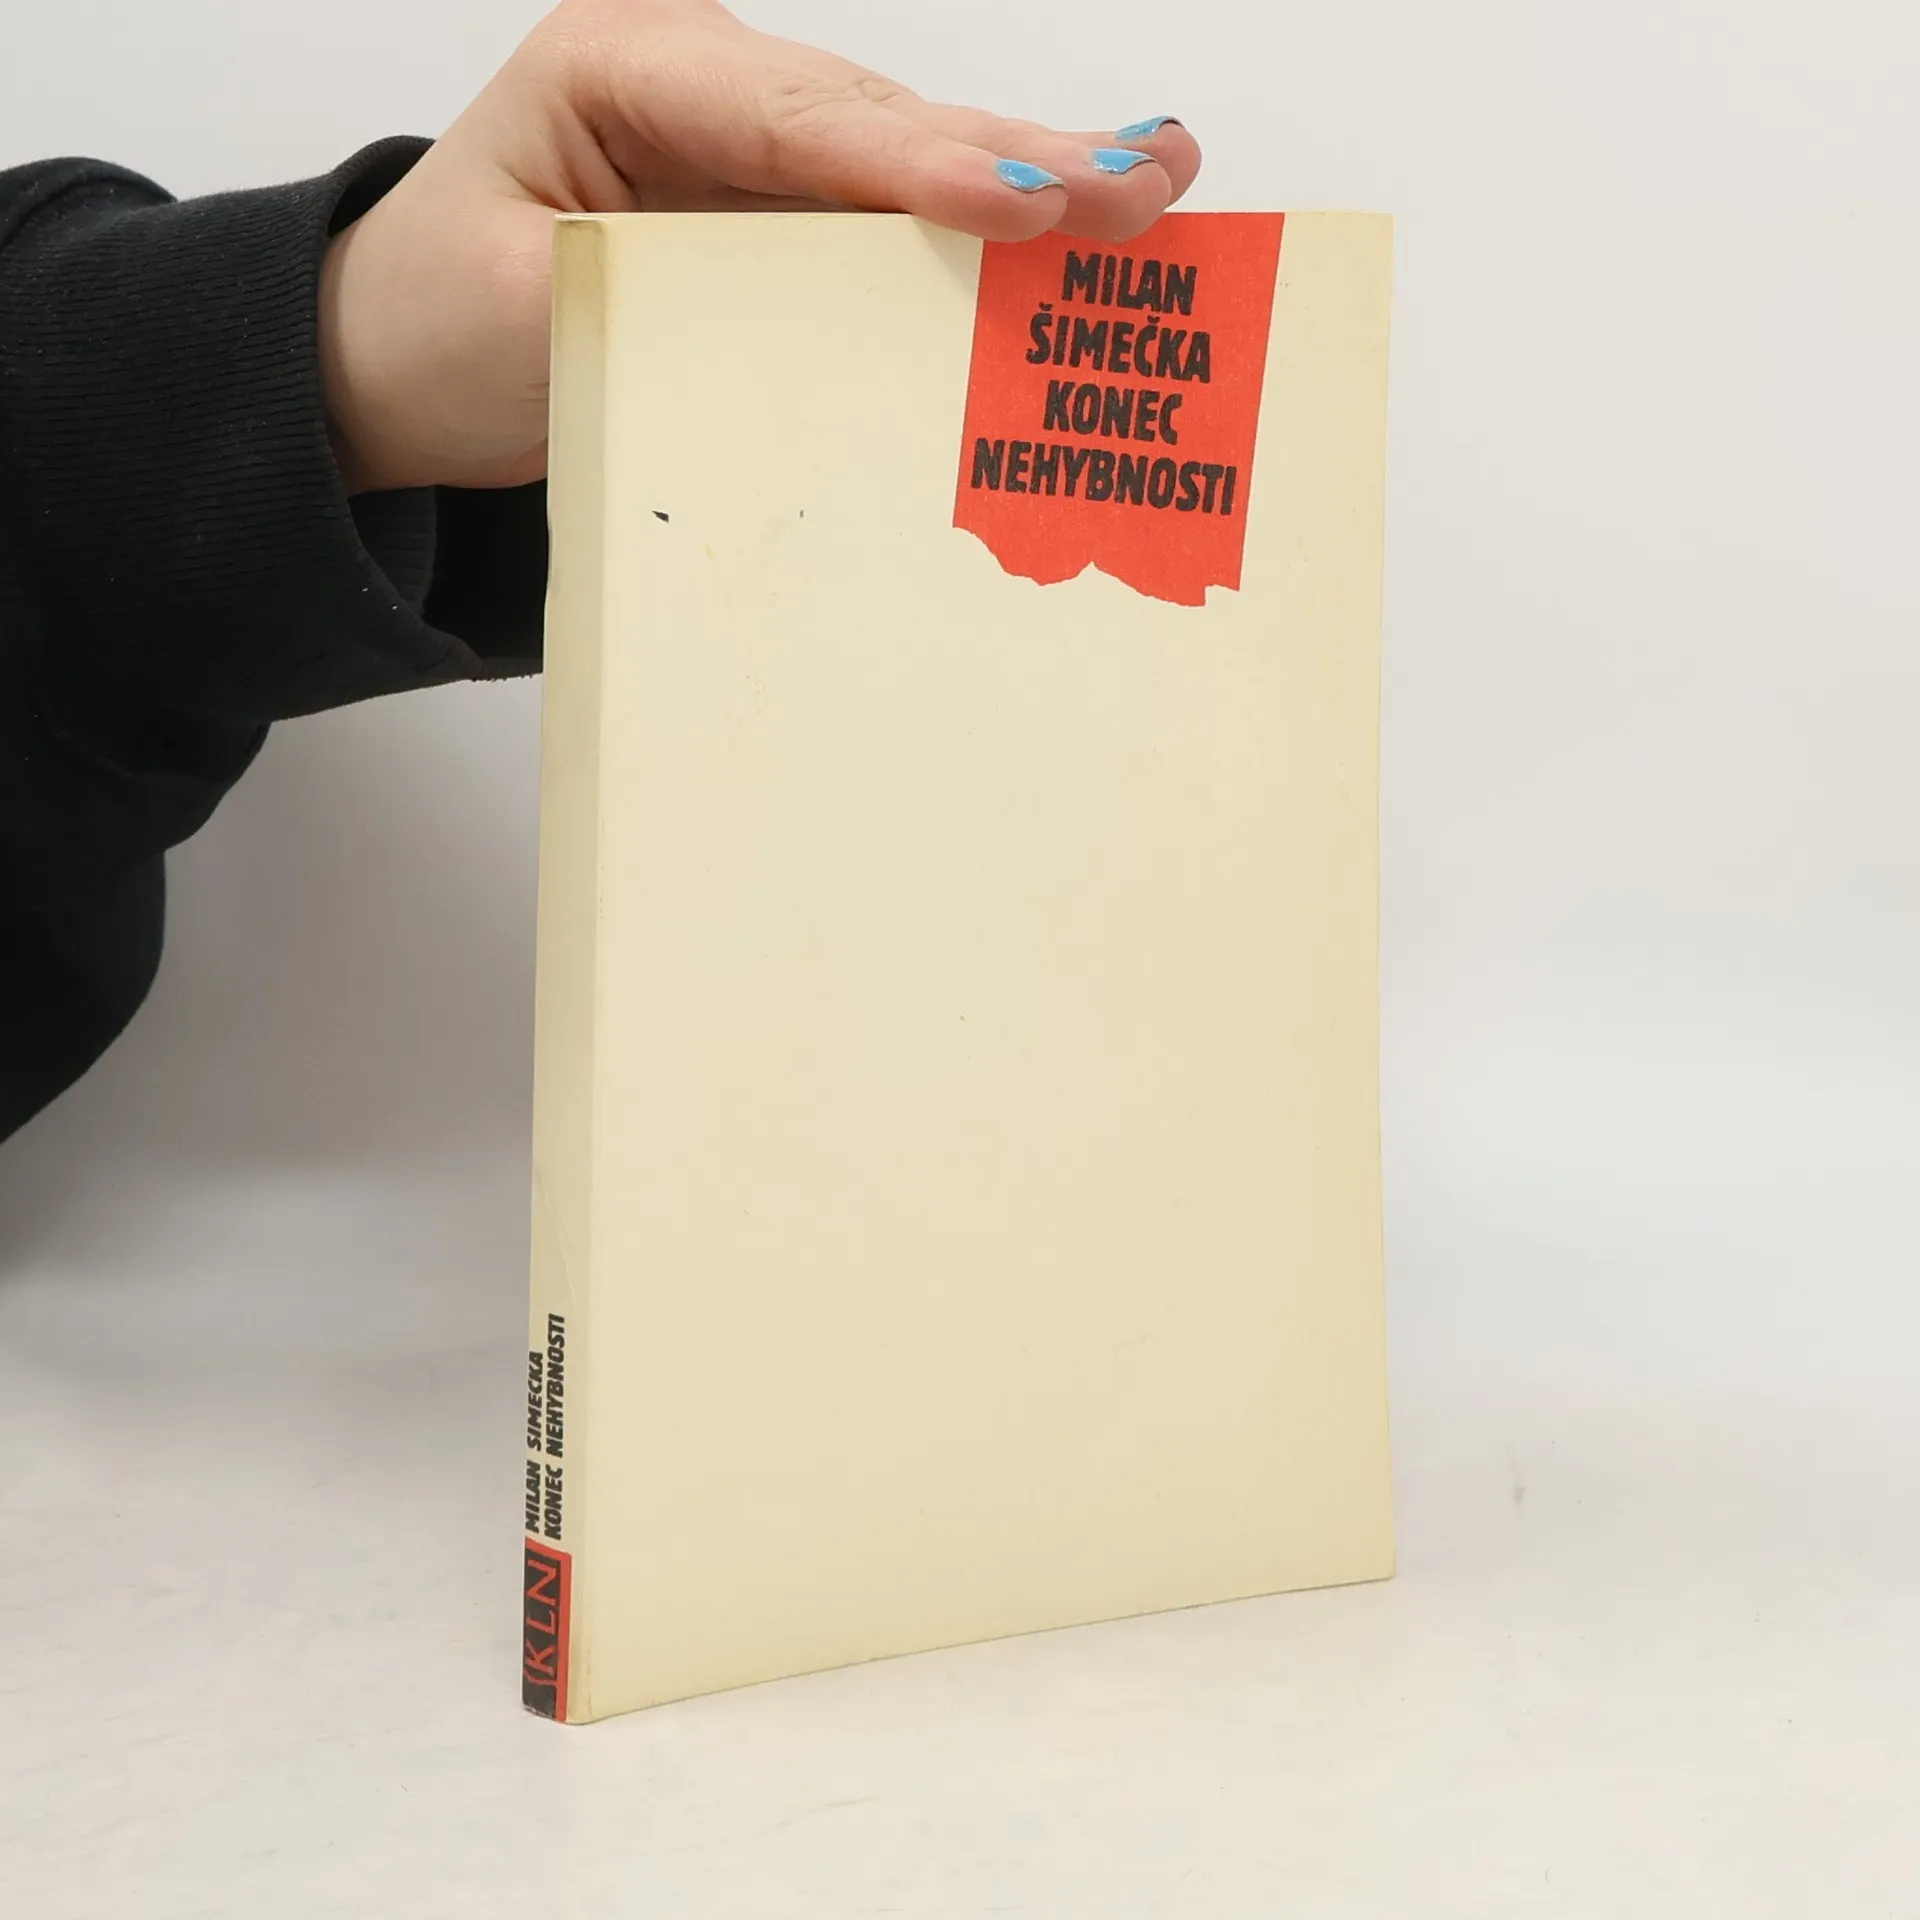 MILAN
ŠIMEČKA
KONEC
NEHYBNOSTI
MILAN ŠIMEČKA
KONEC NEHYBNOSTI
KLN